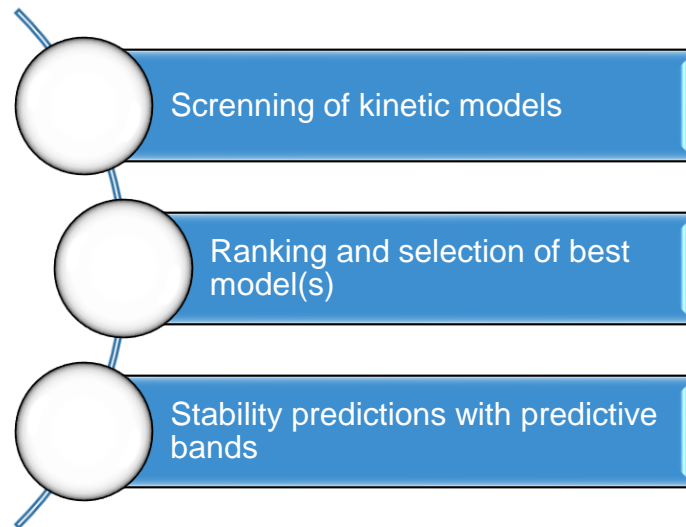 Screnning of kinetic models
Ranking and selection of best
model(s)
Stability predictions with predictive
bands